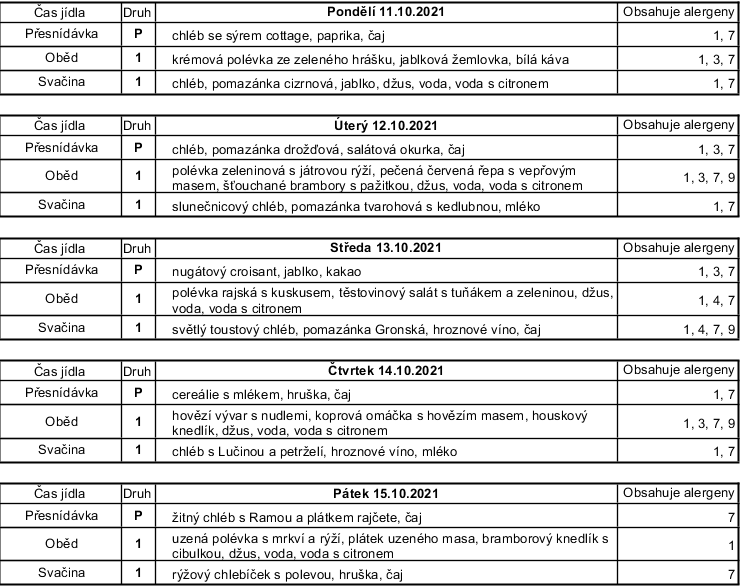 Čas jídla Druh Pondělí 11.10.2021 Obsahuje alergeny
Přesnídávka P chléb se sýrem cottage, paprika, čaj 1, 7
Oběd 1 krémová polévka ze zeleného hrášku, jablková žemlovka, bílá káva 1, 3, 7
Svačina 1 chléb, pomazánka cizrnová, jablko, džus, voda, voda s citronem 1, 7
Čas jídla Druh Úterý 12.10.2021 Obsahuje alergeny
Přesnídávka P chléb, pomazánka drožďová, salátová okurka, čaj 1, 3, 7
Oběd 1 polévka zeleninová s játrovou rýží, pečená červená řepa s vepřovým
masem, šťouchané brambory s pažitkou, džus, voda, voda s citronem 1, 3, 7, 9
Svačina 1 slunečnicový chléb, pomazánka tvarohová s kedlubnou, mléko 1, 7
Čas jídla Druh Středa 13.10.2021 Obsahuje alergeny
Přesnídávka P nugátový croisant, jablko, kakao 1, 3, 7
Oběd 1 polévka rajská s kuskusem, těstovinový salát s tuňákem a zeleninou, džus,
voda, voda s citronem 1, 4, 7
Svačina 1 světlý toustový chléb, pomazánka Gronská, hroznové víno, čaj 1, 4, 7, 9
Čas jídla Druh Čtvrtek 14.10.2021 Obsahuje alergeny
Přesnídávka P cereálie s mlékem, hruška, čaj 1, 7
Oběd 1 hovězí vývar s nudlemi, koprová omáčka s hovězím masem, houskový
knedlík, džus, voda, voda s citronem 1, 3, 7, 9
Svačina 1 chléb s Lučinou a petrželí, hroznové víno, mléko 1, 7
Čas jídla Druh Pátek 15.10.2021 Obsahuje alergeny
Přesnídávka P žitný chléb s Ramou a plátkem rajčete, čaj 7
Oběd 1 uzená polévka s mrkví a rýží, plátek uzeného masa, bramborový knedlík s
cibulkou, džus, voda, voda s citronem 1
Svačina 1 rýžový chlebíček s polevou, hruška, čaj 7